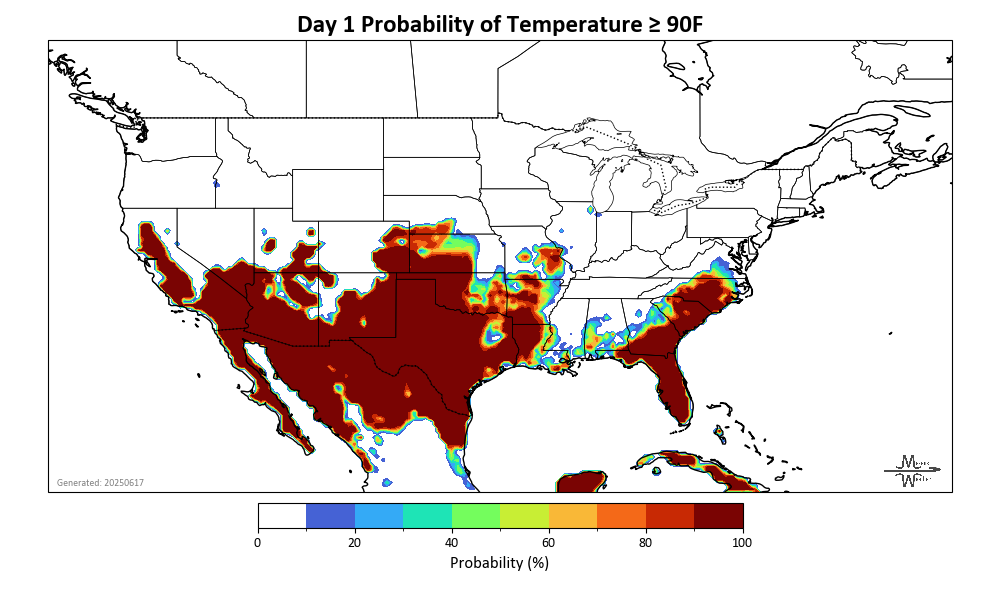 Day 1 Probability of Temperature ≥ 90F
Generated: 20250617
0 20 40 60 80 100
Probability (%)